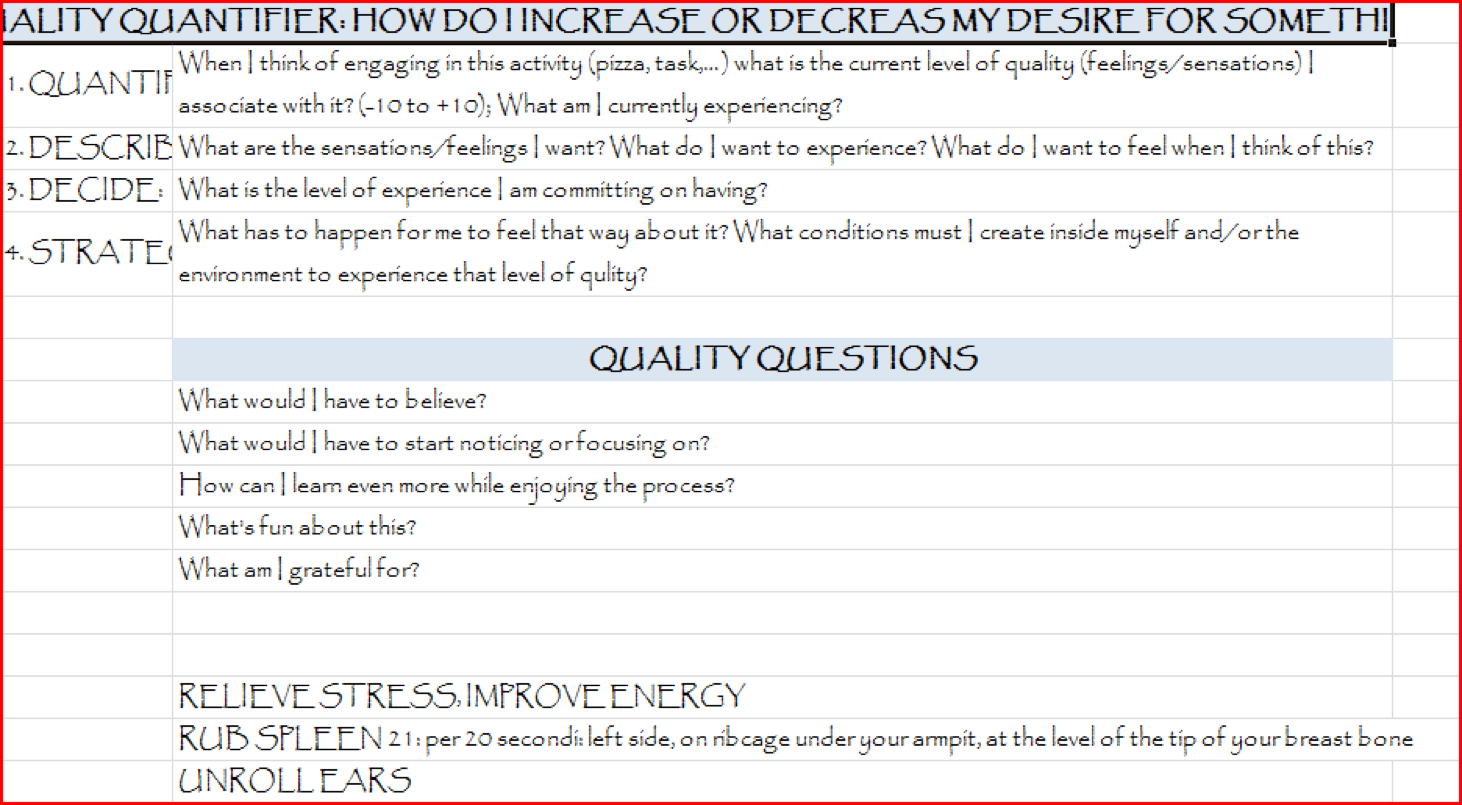 ALITY QUANTIFIER: HOW DO I INCREASE OR DECREAS MY DESIRE FOR SOMETHI
1. QUANTIF
When I think of engaging in this activity (pizza, task,...) what is the current level of quality (feelings/sensations) I
associate with it? (-10 to +10); What am I currently experiencing?
2. DESCRIB
What are the sensations/feelings I want? What do I want to experience? What do I want to feel when I think of this?
3. DECIDE:
What is the level of experience I am committing on having?
4. STRATEG
What has to happen for me to feel that way about it? What conditions must I create inside myself and/or the
environment to experience that level of qulity?
QUALITY QUESTIONS
What would I have to believe?
What would I have to start noticing or focusing on?
How can I learn even more while enjoying the process?
What's fun about this?
What am I grateful for?
RELIEVE STRESS, IMPROVE ENERGY
RUB SPLEEN 21: per 20 secondi: left side, on ribcage under your armpit, at the level of the tip of your breast bone
UNROLL EARS